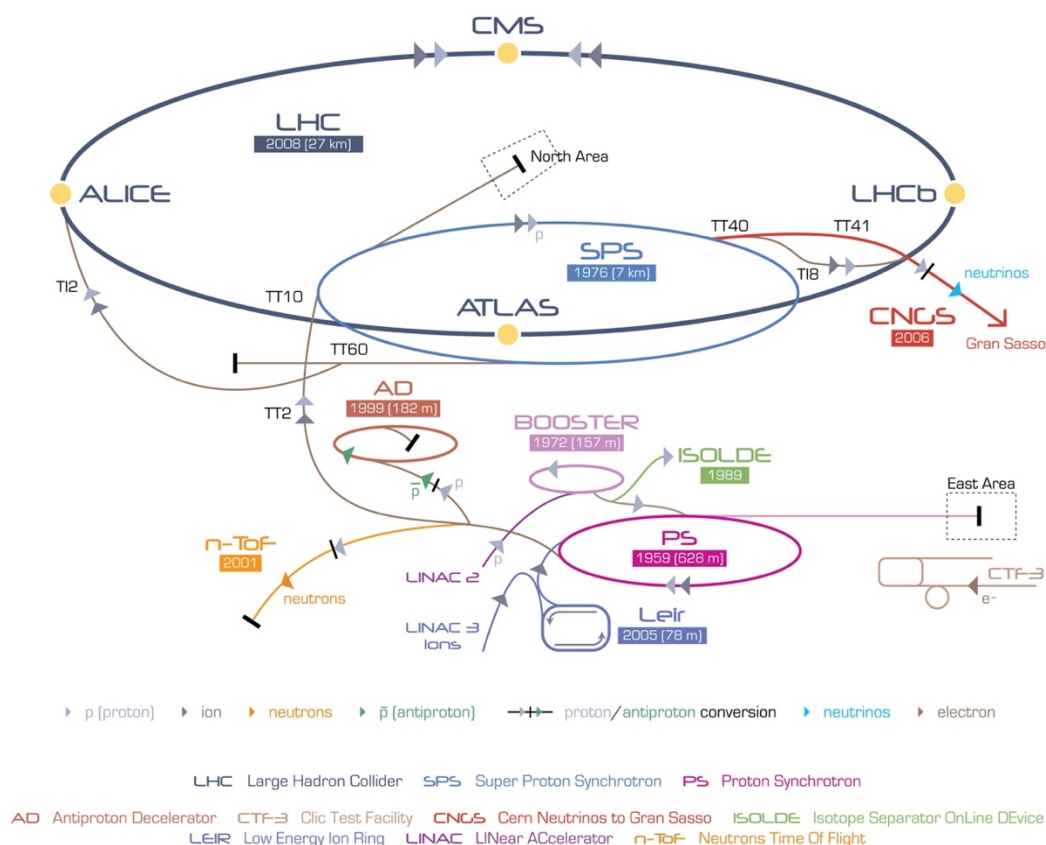 CMS
LHC
2008 (27 km)
North Area
ALICE
LHCb
TT40
TT41
p
SPS
1976 (7 km)
TI8
neutrinos
TI2
TT10
ATLAS
CNGS
2006
Gran Sasso
TT60
AD
1999 (182 m)
TT2
BOOSTER
1972 (157 m)
ISOLDE
1989
p̅
p
East Area
n-ToF
2001
PS
1959 (628 m)
p
LINAC 2
neutrons
CTF-3
e-
LINAC 3
Ions
Leir
2005 (78 m)
p (proton)
ion
neutrons
p̅ (antiproton)
proton/antiproton conversion
neutrinos
electron
LHC Large Hadron Collider SPS Super Proton Synchrotron PS Proton Synchrotron
AD Antiproton Decelerator CTF-3 Clic Test Facility CNGS Cern Neutrinos to Gran Sasso ISOLDE Isotope Separator OnLine DEvice
LEIR Low Energy Ion Ring LINAC LINear ACcelerator n-ToF Neutrons Time Of Flight